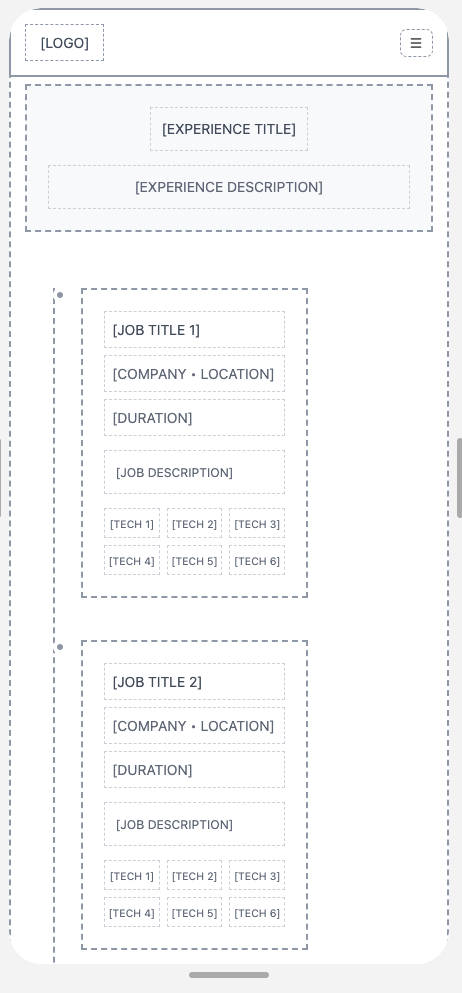 [LOGO] ☰
[EXPERIENCE TITLE]
[EXPERIENCE DESCRIPTION]
[JOB TITLE 1]
[COMPANY • LOCATION]
[DURATION]
[JOB DESCRIPTION]
[TECH 1] [TECH 2] [TECH 3]
[TECH 4] [TECH 5] [TECH 6]
[JOB TITLE 2]
[COMPANY • LOCATION]
[DURATION]
[JOB DESCRIPTION]
[TECH 1] [TECH 2] [TECH 3]
[TECH 4] [TECH 5] [TECH 6]